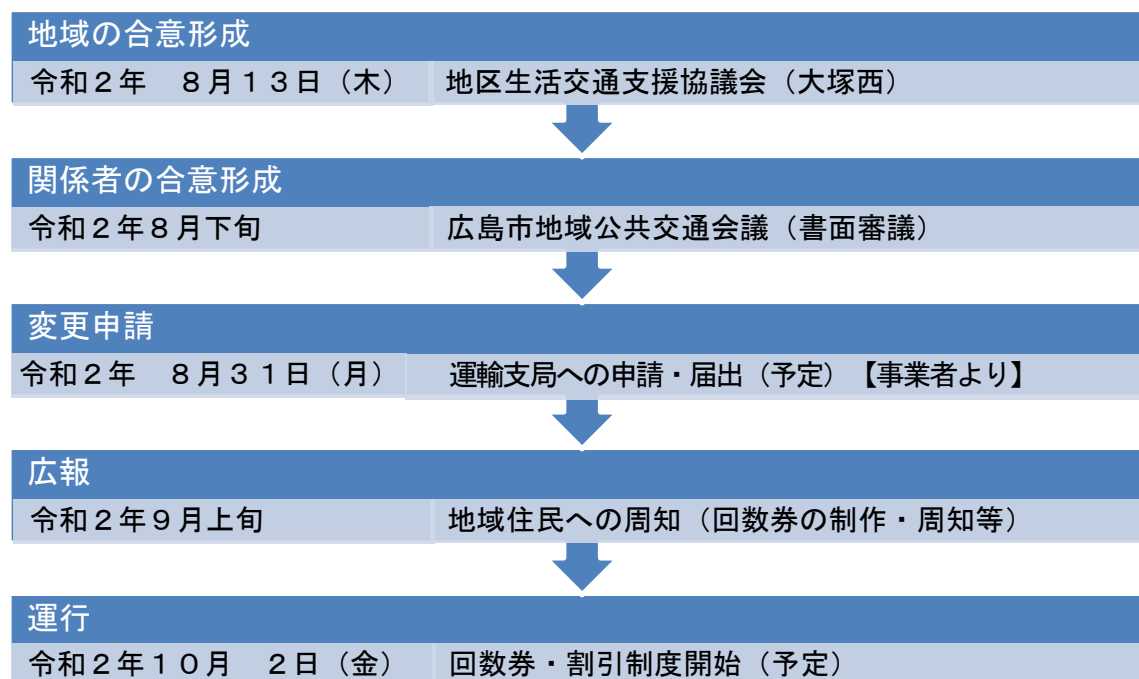 地域の合意形成
令和２年　８月１３日（木）　地区生活交通支援協議会（大塚西）
関係者の合意形成
令和２年８月下旬　広島市地域公共交通会議（書面審議）
変更申請
令和２年　８月３１日（月）　運輸支局への申請・届出（予定）【事業者より】
広報
令和２年９月上旬　地域住民への周知（回数券の制作・周知等）
運行
令和２年１０月　２日（金）　回数券・割引制度開始（予定）